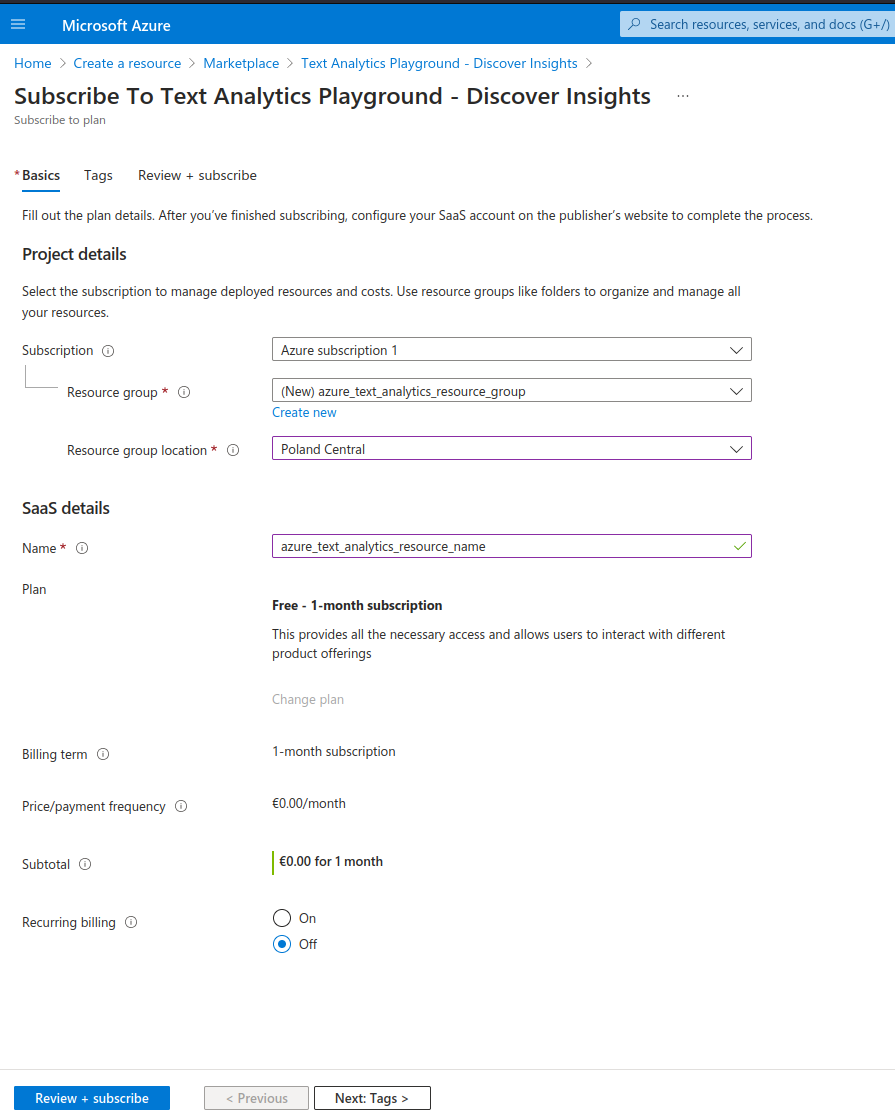 Microsoft Azure
Search resources, services, and docs (G+/)
Home > Create a resource > Marketplace > Text Analytics Playground - Discover Insights >
Subscribe To Text Analytics Playground - Discover Insights ...
Subscribe to plan
* Basics Tags Review + subscribe
Fill out the plan details. After you’ve finished subscribing, configure your SaaS account on the publisher’s website to complete the process.
Project details
Select the subscription to manage deployed resources and costs. Use resource groups like folders to organize and manage all
your resources.
Subscription
Azure subscription 1
Resource group *
(New) azure_text_analytics_resource_group
Create new
Resource group location *
Poland Central
SaaS details
Name *
azure_text_analytics_resource_name
Plan
Free - 1-month subscription
This provides all the necessary access and allows users to interact with different
product offerings
Change plan
Billing term
1-month subscription
Price/payment frequency
€0.00/month
Subtotal
€0.00 for 1 month
Recurring billing
On
Off
Review + subscribe
< Previous
Next: Tags >